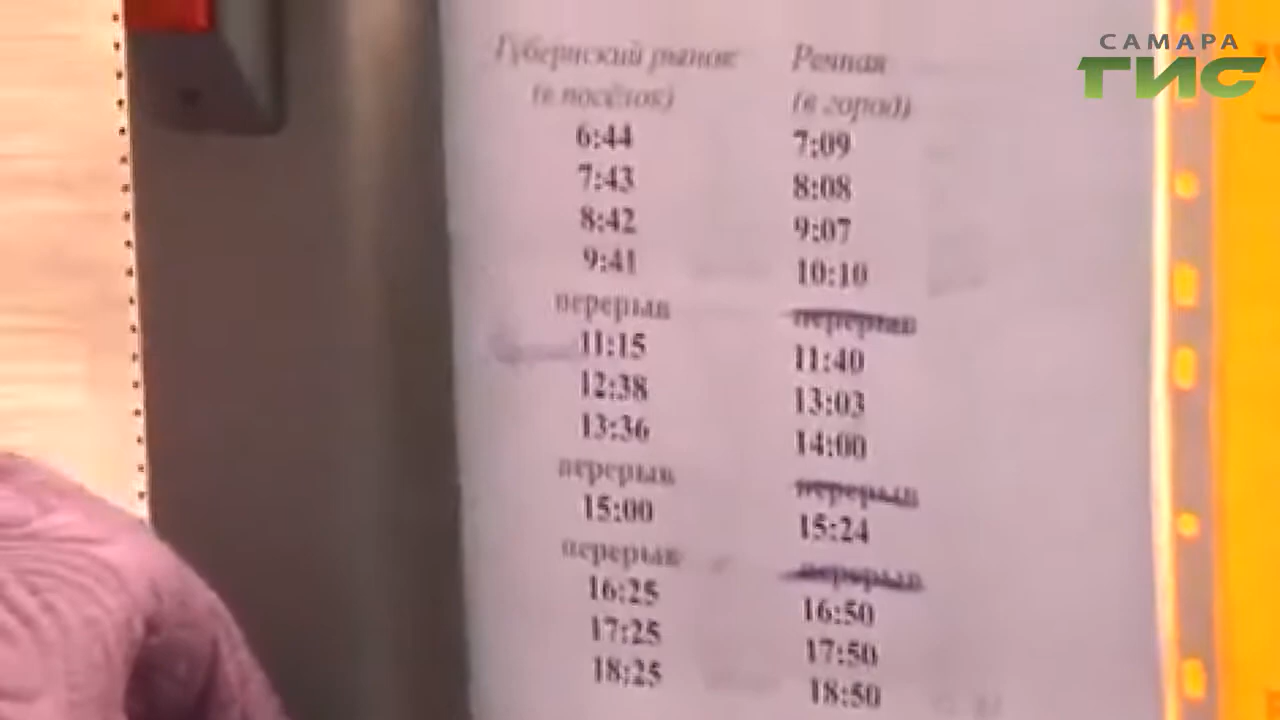 САМАРА
ГИС
Губернский рынок Речная
(в посёлок) (в город)
6:44 7:09
7:43 8:08
8:42 9:07
9:41 10:10
перерыв перерыв
11:15 11:40
12:38 13:03
13:36 14:00
перерыв перерыв
15:00 15:24
перерыв перерыв
16:25 16:50
17:25 17:50
18:25 18:50